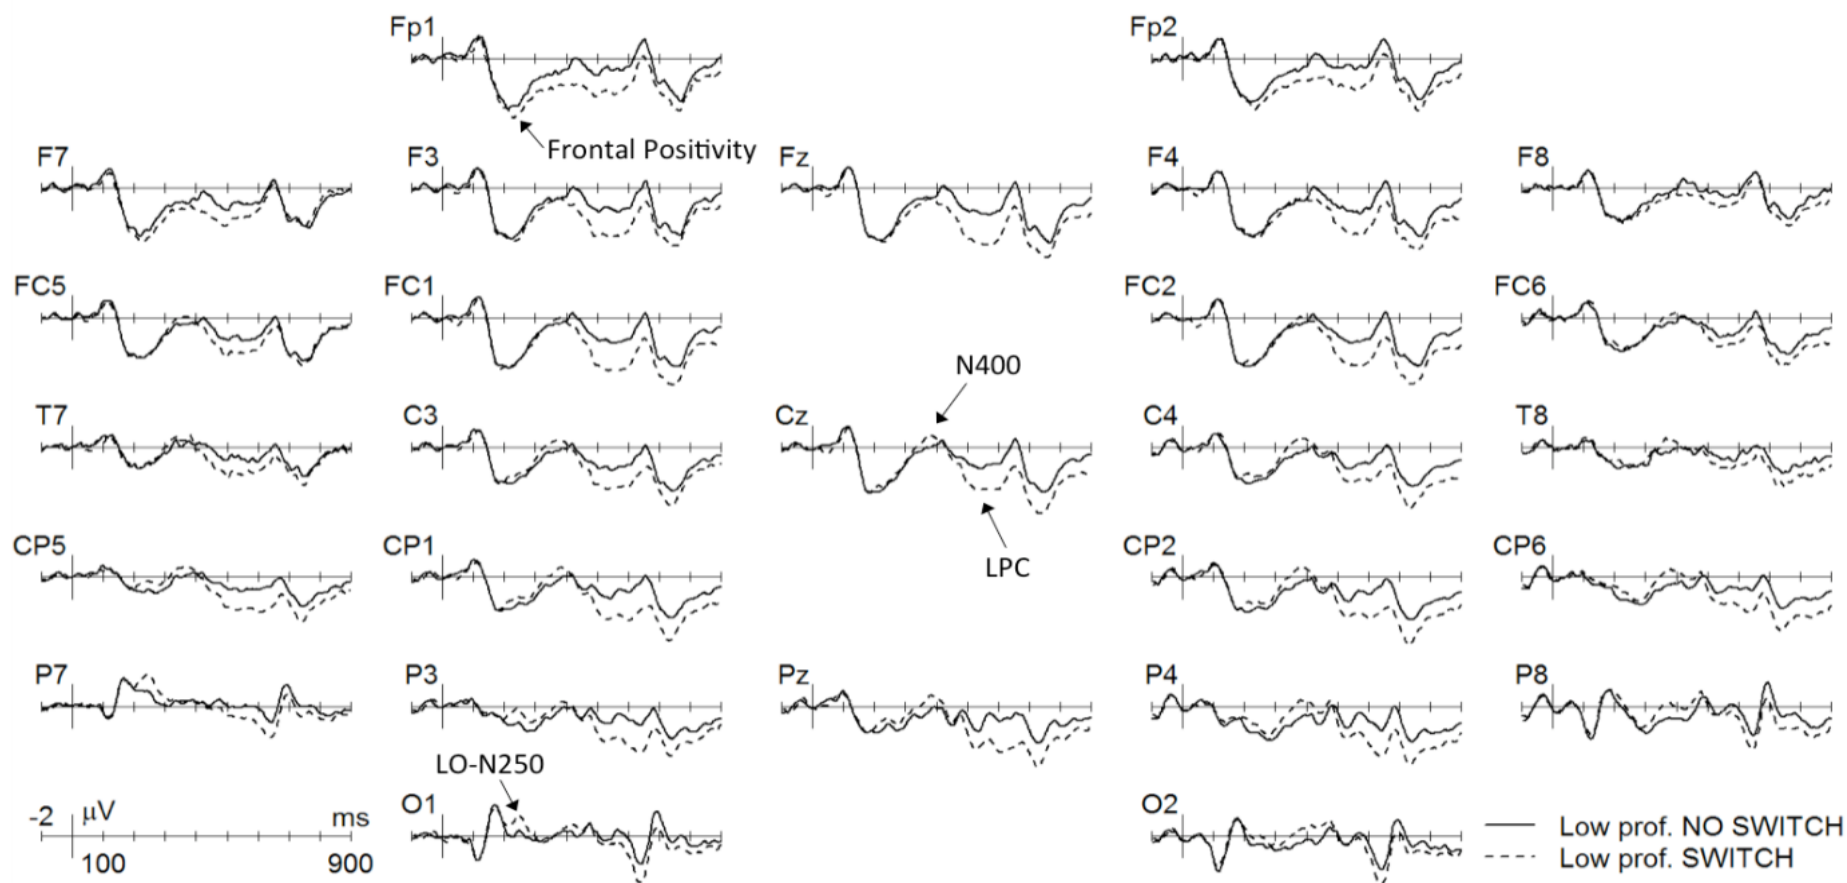 Fp1
Fp2
Frontal Positivity
F7
F3
Fz
F4
F8
FC5
FC1
FC2
FC6
N400
T7
C3
Cz
C4
T8
LPC
CP5
CP1
CP2
CP6
P7
P3
Pz
P4
P8
LO-N250
O1
O2
-2 μV ms
100 900
Low prof. NO SWITCH
Low prof. SWITCH